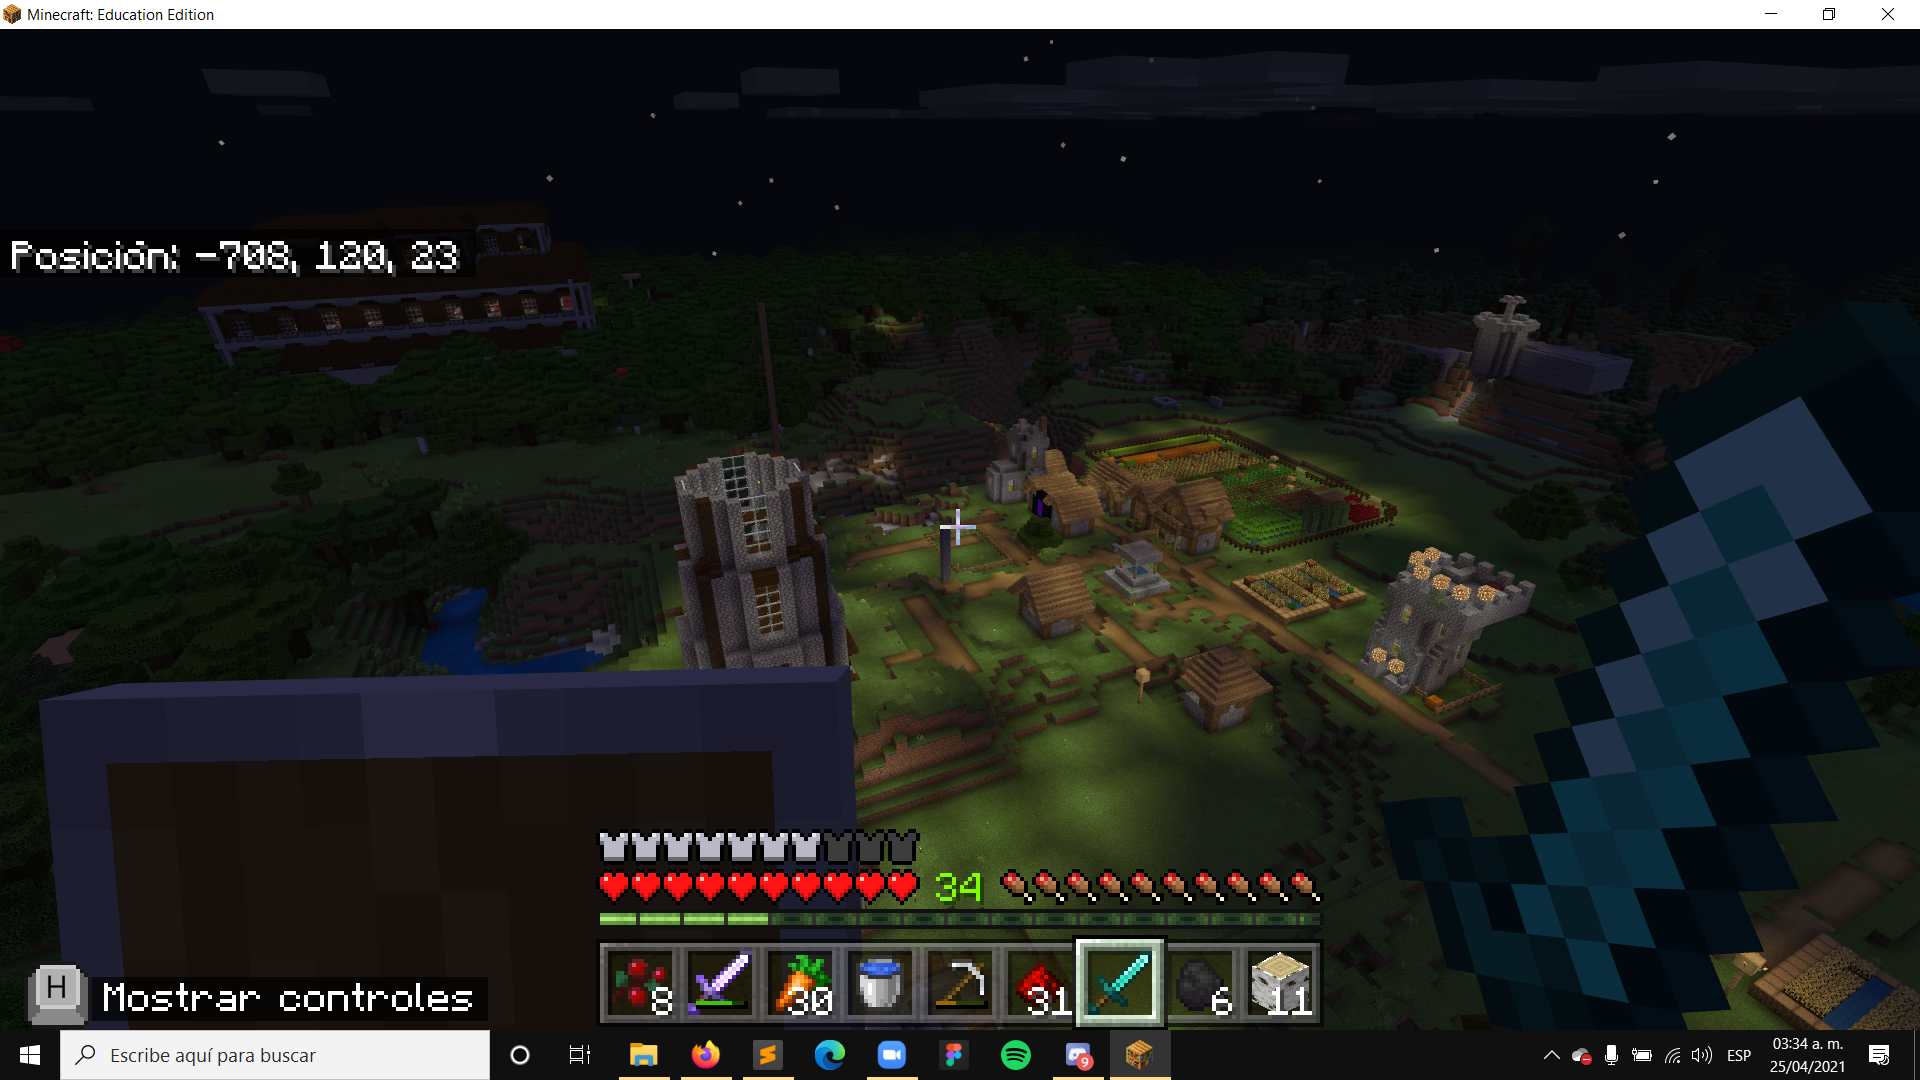 Minecraft: Education Edition
Posición: -708, 120, 23
34
8
30
31
6
11
H
Mostrar controles
Escribe aquí para buscar
9
ESP
03:34 a. m.
25/04/2021